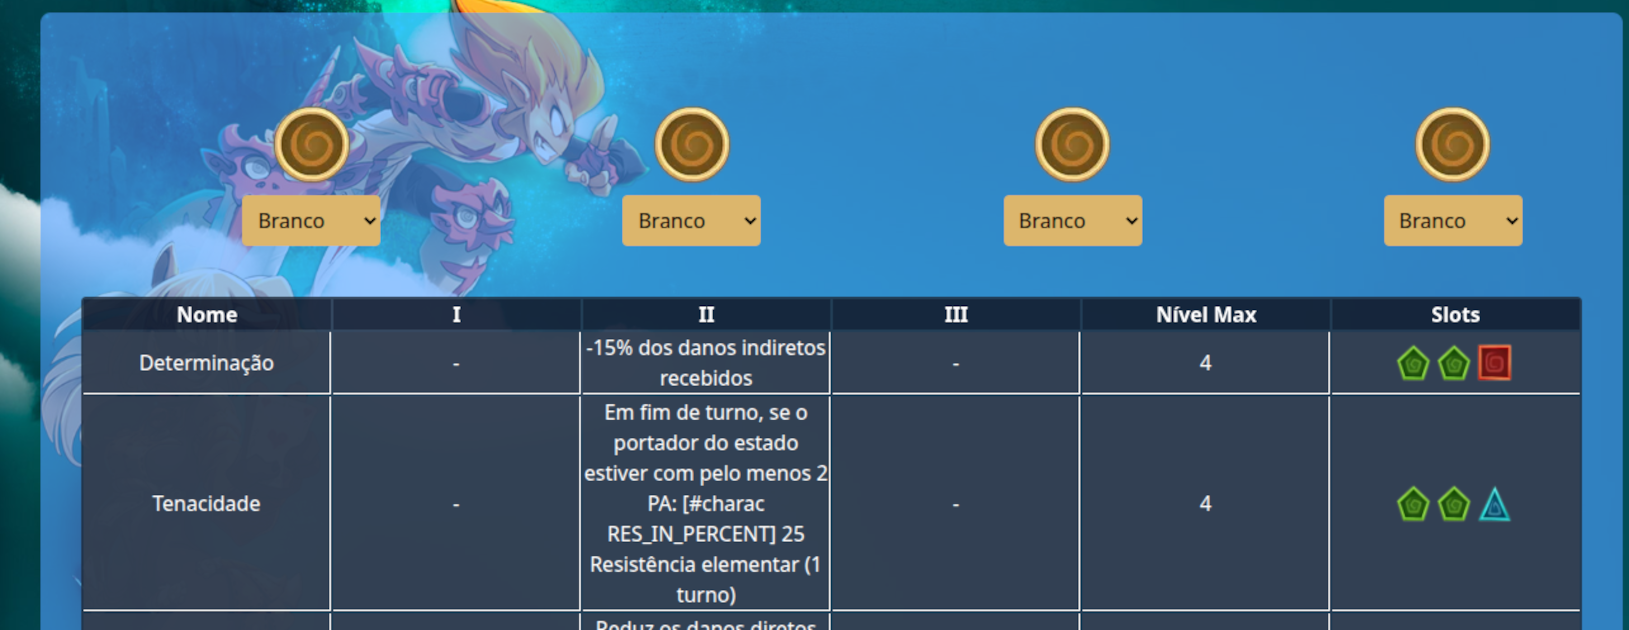 Branco Branco Branco Branco
Nome I II III Nível Max Slots
Determinação - -15% dos danos indiretos - 4
recebidos
Em fim de turno, se o
portador do estado
estiver com pelo menos 2
Tenacidade - PA: [#charac - 4
RES_IN_PERCENT] 25
Resistência elementar (1
turno)
Reduz os danos diretos